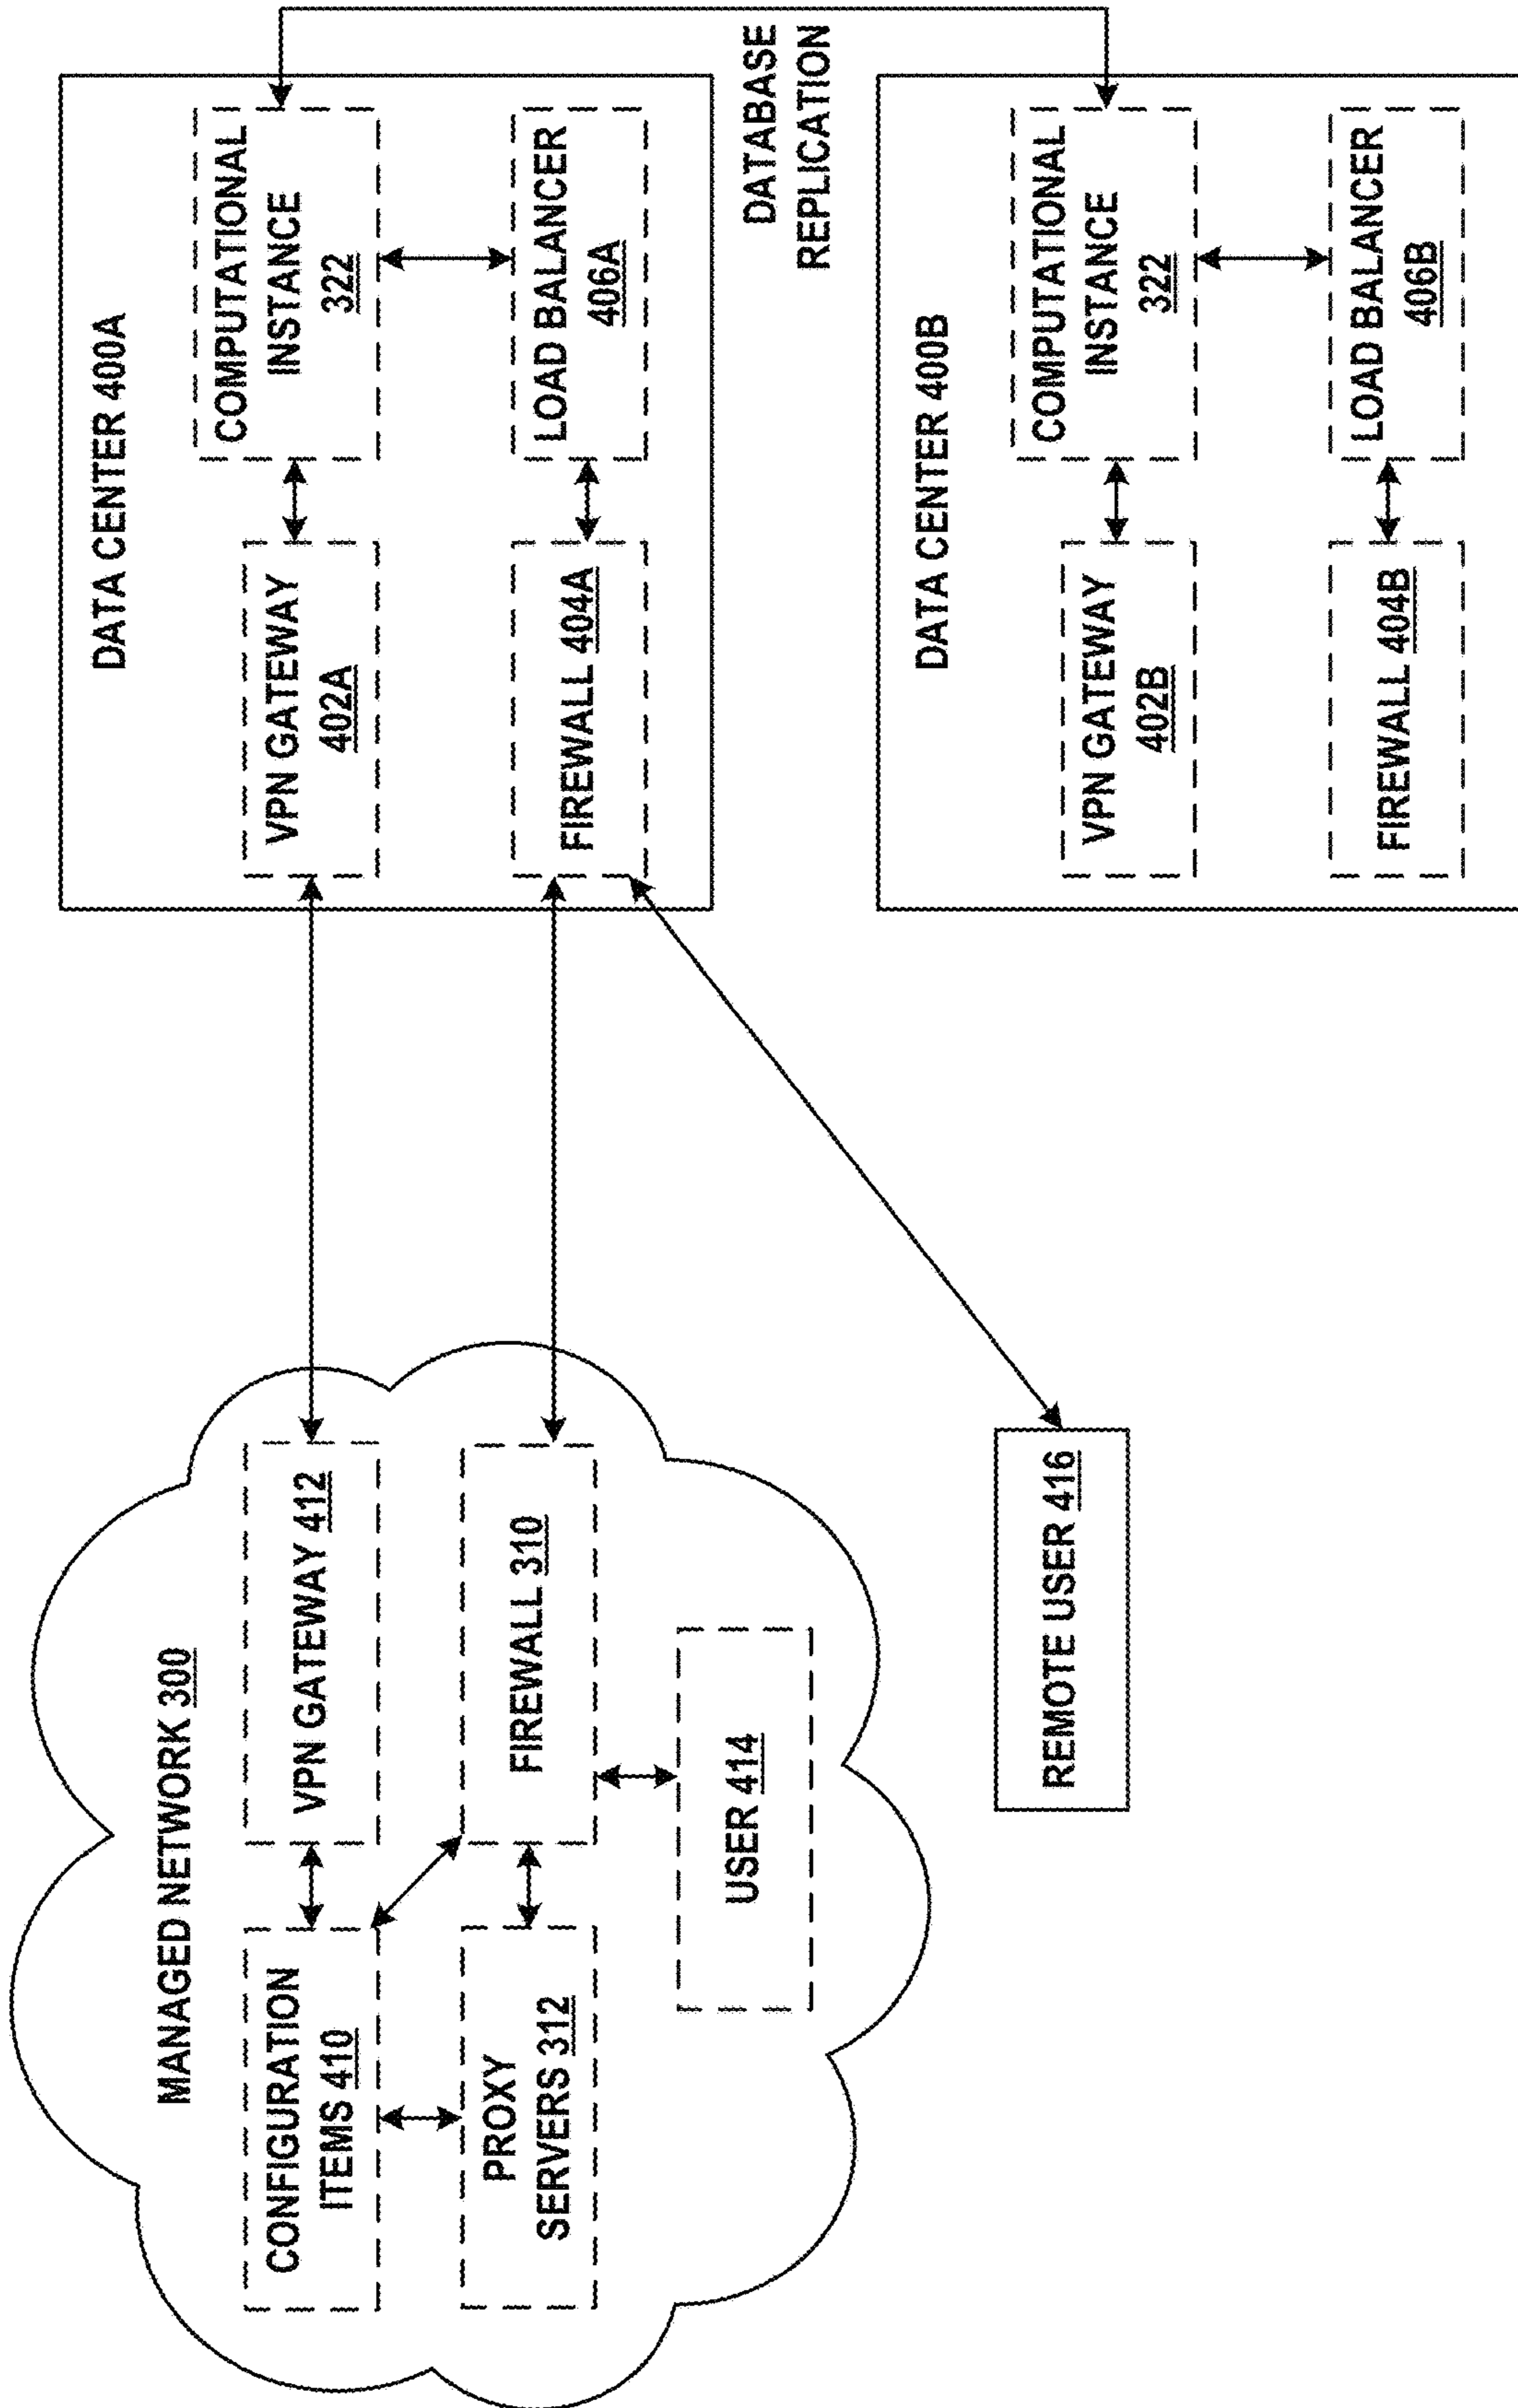 MANAGED NETWORK 300
CONFIGURATION
ITEMS 410
VPN GATEWAY 412
PROXY
SERVERS 312
FIREWALL 310
USER 414
REMOTE USER 416
DATA CENTER 400A
VPN GATEWAY
402A
COMPUTATIONAL
INSTANCE
322
FIREWALL 404A
LOAD BALANCER
406A
DATABASE
REPLICATION
DATA CENTER 400B
VPN GATEWAY
402B
COMPUTATIONAL
INSTANCE
322
FIREWALL 404B
LOAD BALANCER
406B